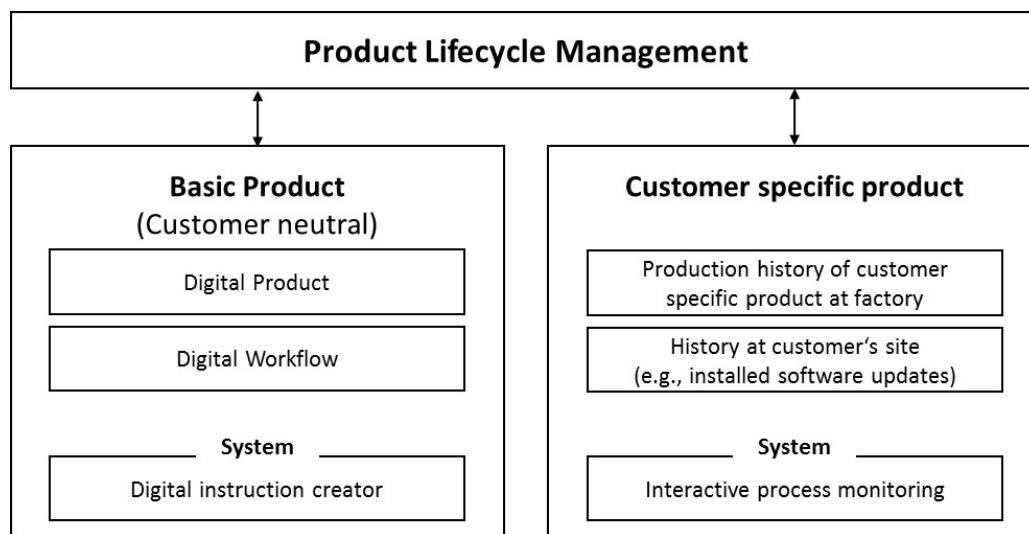 Product Lifecycle Management
Basic Product
(Customer neutral)
Digital Product
Digital Workflow
System
Digital instruction creator
Customer specific product
Production history of customer
specific product at factory
History at customer‘s site
(e.g., installed software updates)
System
Interactive process monitoring